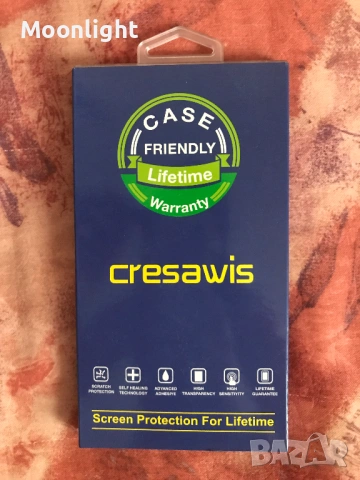 Moonlight
CASE
FRIENDLY
Lifetime
Warranty
cresawis
SCRATCH PROTECTION
SELF HEALING TECHNOLOGY
ADVANCED ADHESIVE
HIGH TRANSPARENCY
HIGH SENSITIVITY
LIFETIME GUARANTEE
Screen Protection For Lifetime
BAZAR